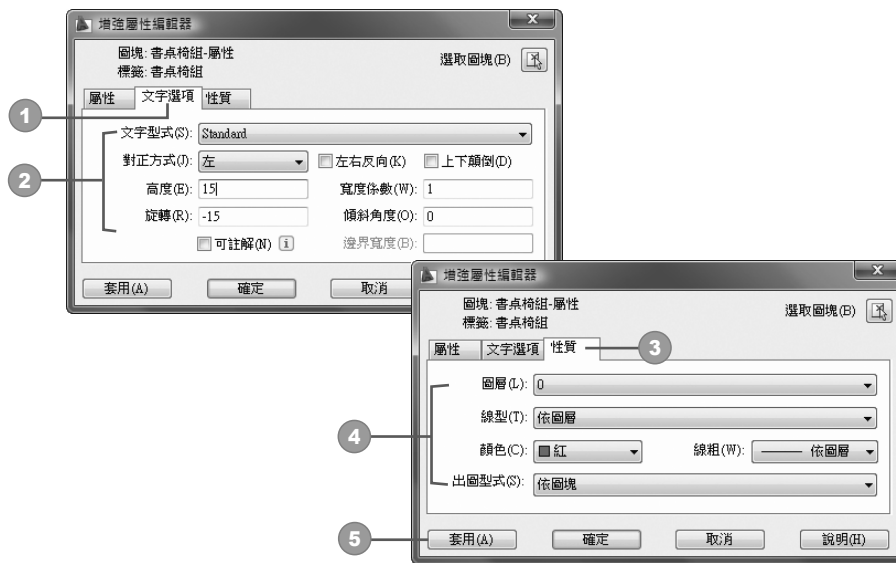 增強屬性編輯器
圖塊: 書桌椅組-屬性
標籤: 書桌椅組
選取圖塊(B)
屬性 文字選項 性質
1
文字型式(S): Standard
2
對正方式(J): 左 左右反向(K) 上下顛倒(D)
高度(E): 15 寬度係數(W): 1
旋轉(R): -15 傾斜角度(O): 0
可註解(N) 邊界寬度(B):
套用(A) 確定 取消
增強屬性編輯器
圖塊: 書桌椅組-屬性
標籤: 書桌椅組
選取圖塊(B)
屬性 文字選項 性質
3
圖層(L): 0
線型(T): 依圖層
4
顏色(C): 紅 線粗(W): 依圖層
出圖型式(S): 依圖塊
5
套用(A) 確定 取消 說明(H)